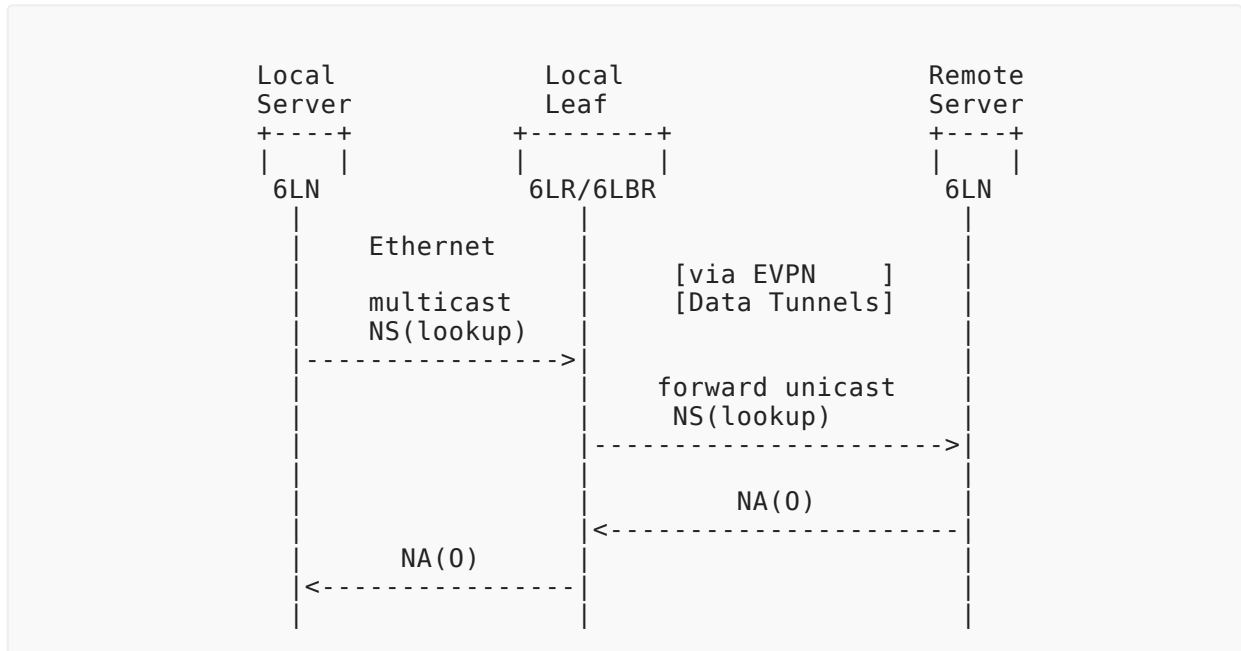 Local Local Remote
Server Leaf Server
6LN 6LR/6LBR 6LN
Ethernet
[via EVPN ]
multicast [Data Tunnels]
NS(lookup)
forward unicast
NS(lookup)
NA(O)
NA(O)